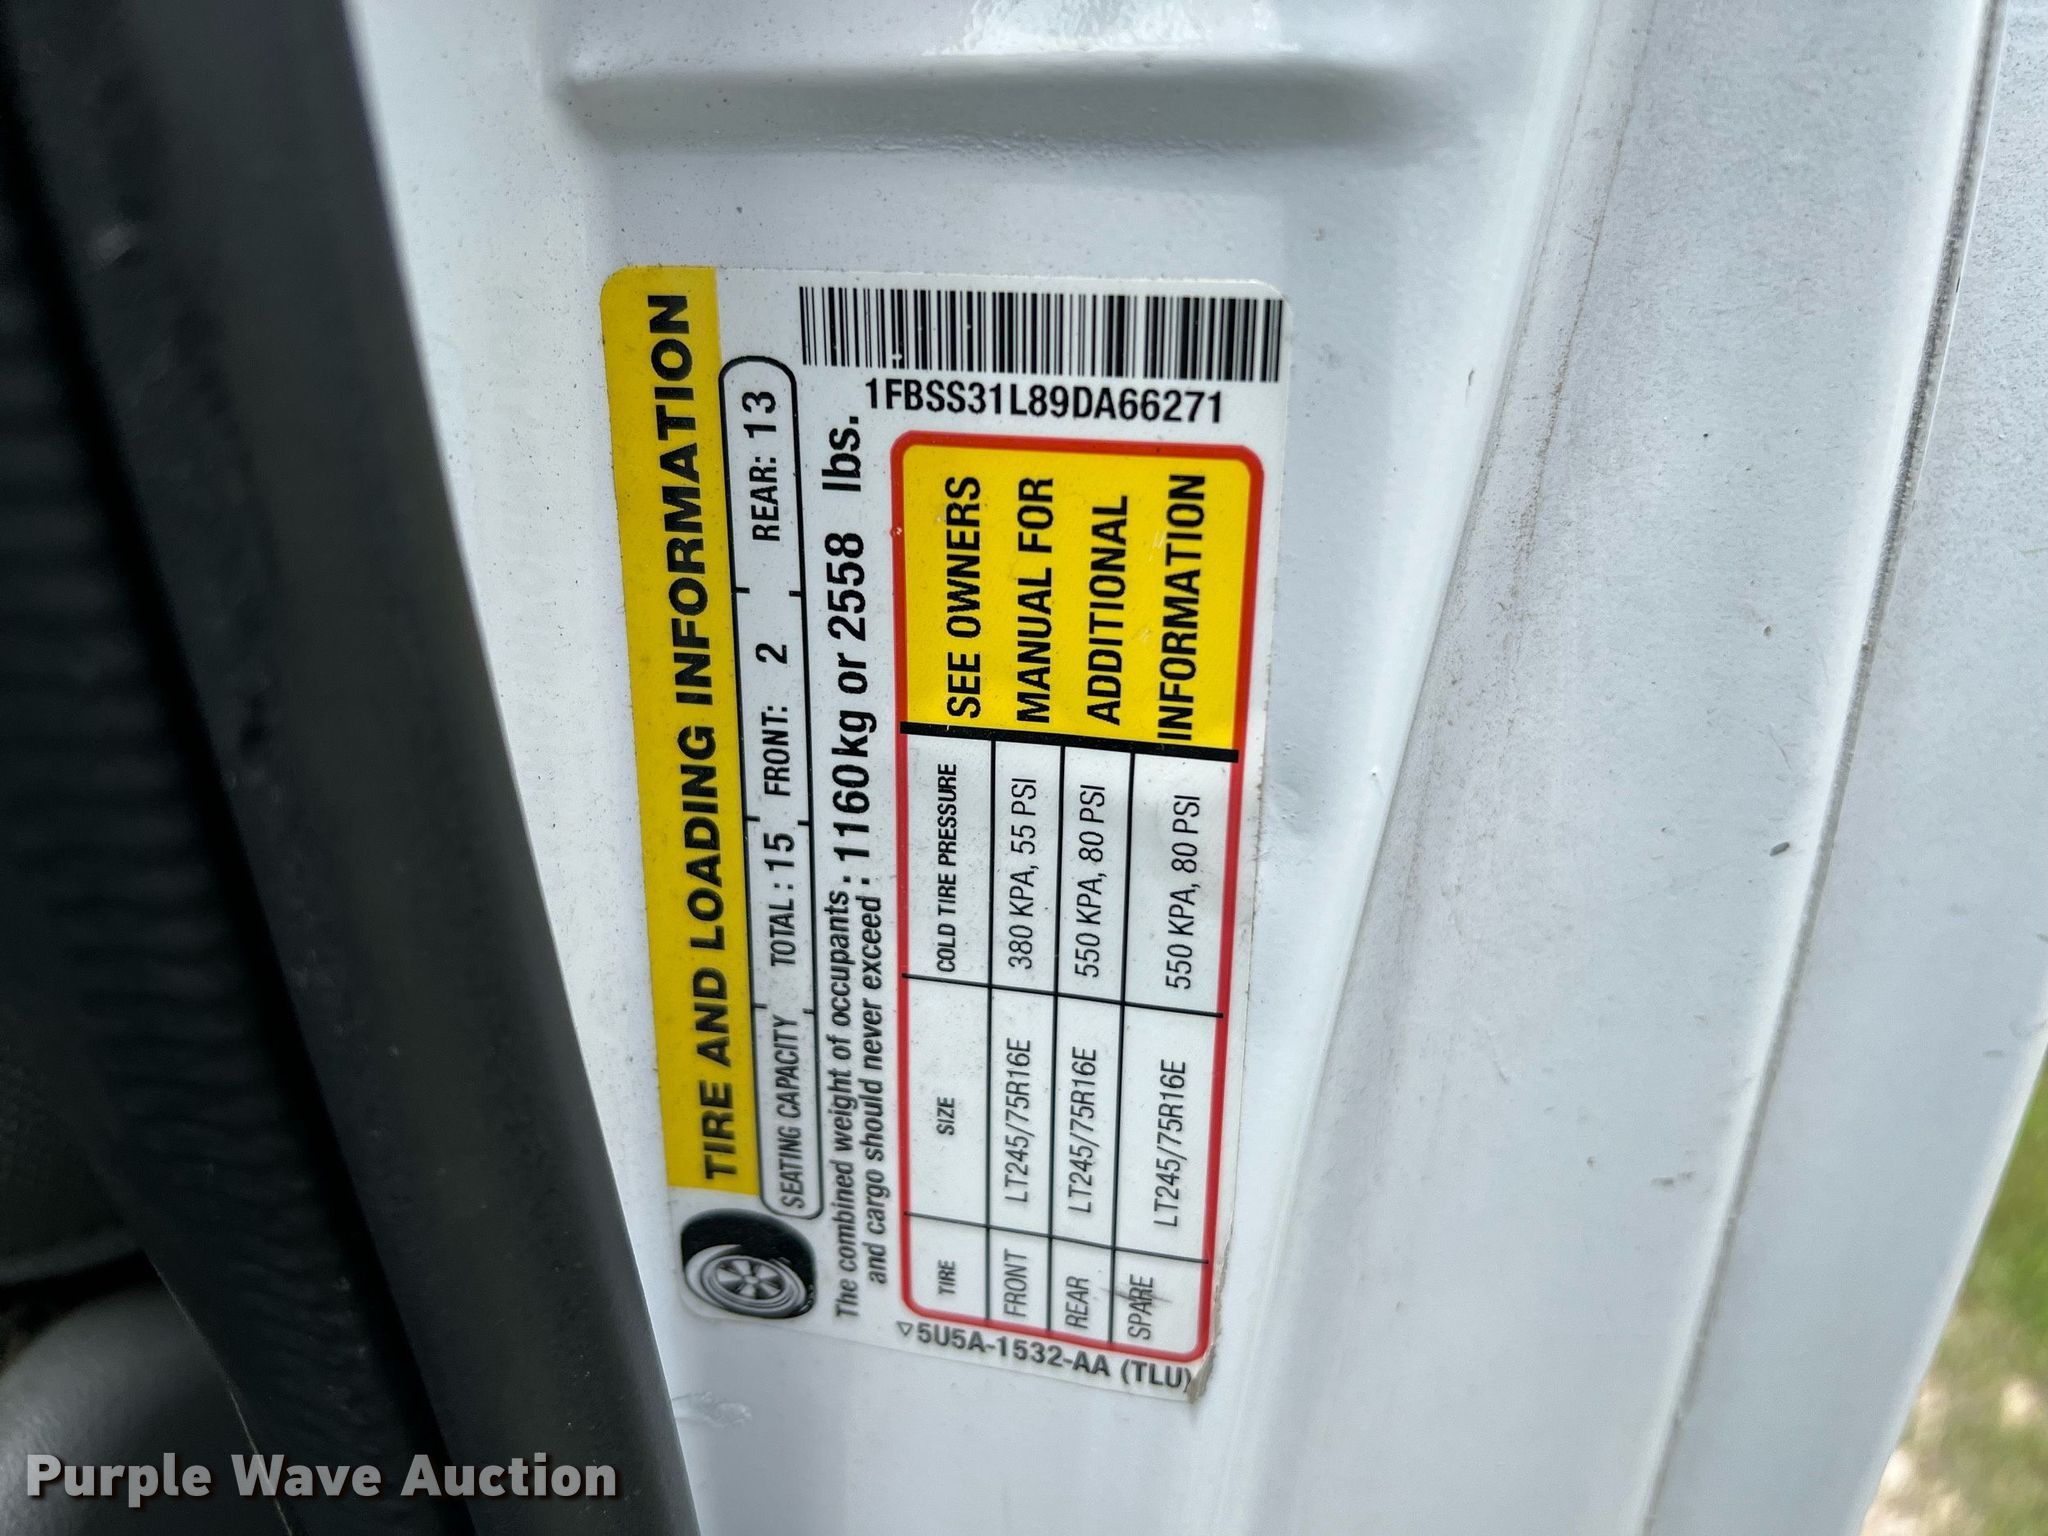 TIRE AND LOADING INFORMATION
SEATING CAPACITY TOTAL : 15 FRONT: 2 REAR: 13
The combined weight of occupants : 1160kg or 2558 lbs.
and cargo should never exceed :
1FBSS31L89DA66271
TIRE SIZE COLD TIRE PRESSURE
FRONT LT245/75R16E 380 KPA, 55 PSI
REAR LT245/75R16E 550 KPA, 80 PSI
SPARE LT245/75R16E 550 KPA, 80 PSI
SEE OWNERS
MANUAL FOR
ADDITIONAL
INFORMATION
▽5U5A-1532-AA (TLU)
Purple Wave Auction